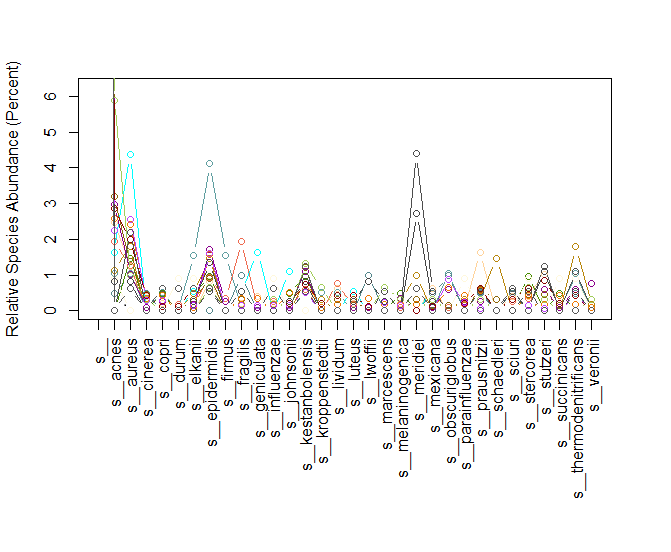 Relative Species Abundance (Percent)
6
5
4
3
2
1
0
s__
s__acnes
s__aureus
s__cinerea
s__copri
s__durum
s__elkanii
s__epidermidis
s__firmus
s__fragilis
s__geniculata
s__influenzae
s__johnsonii
s__kestanbolensis
s__kroppenstedtii
s__lividum
s__luteus
s__lwoffii
s__marcescens
s__melaninogenica
s__meridiei
s__mexicana
s__obscuriglobus
s__parainfluenzae
s__prausnitzii
s__schaedleri
s__sciuri
s__stercorea
s__stutzeri
s__succinicans
s__thermodenitrificans
s__veronii